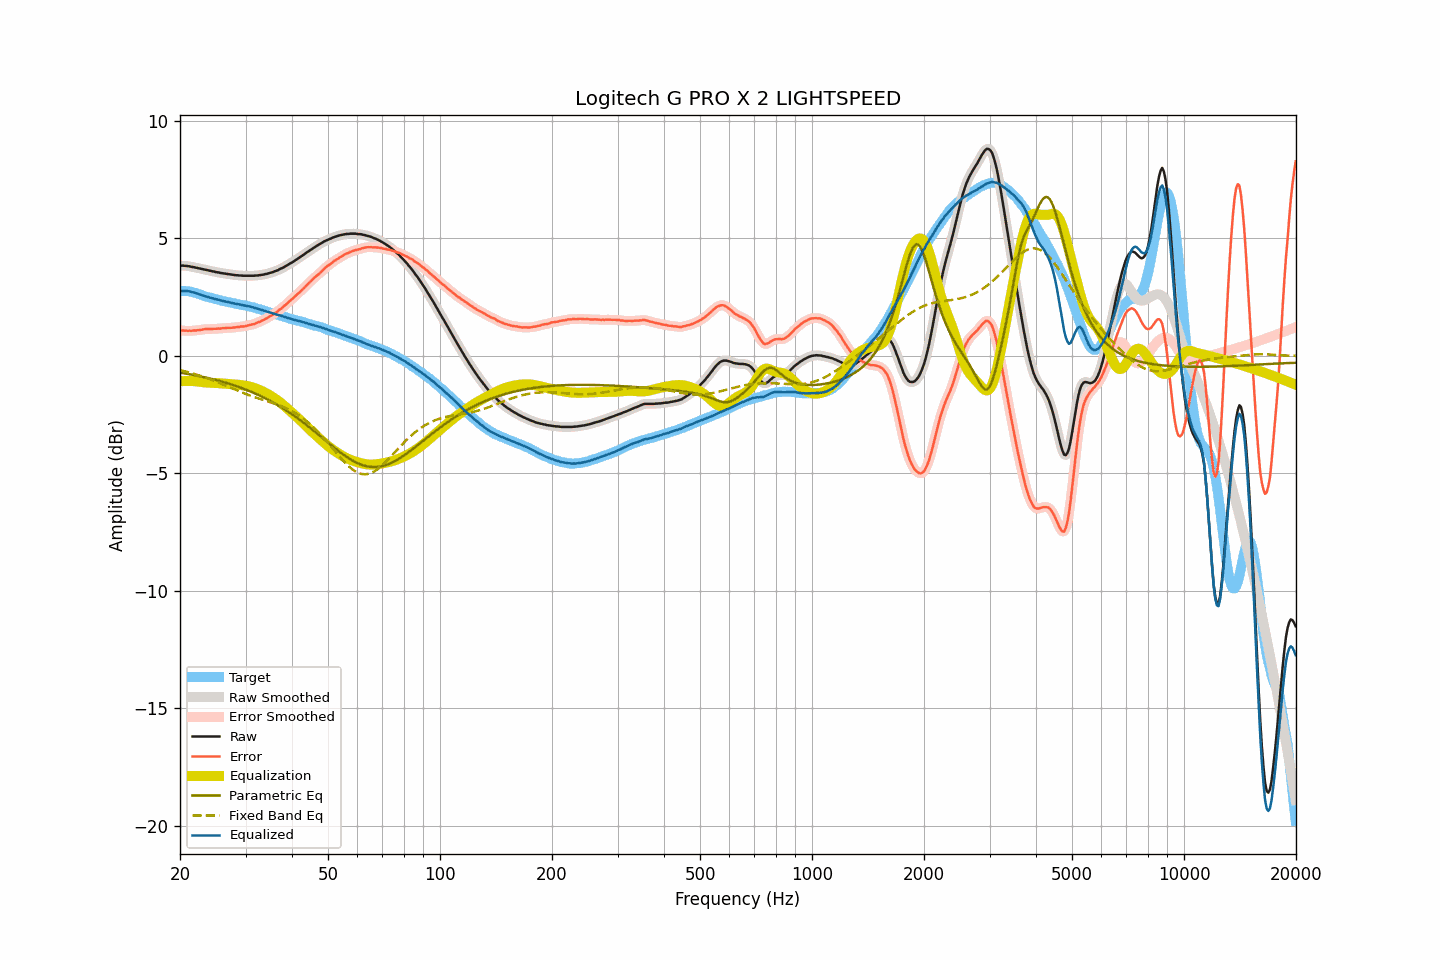 Logitech G PRO X 2 LIGHTSPEED
10
5
0
−5
−10
−15
−20
Amplitude (dBr)
Target
Raw Smoothed
Error Smoothed
Raw
Error
Equalization
Parametric Eq
Fixed Band Eq
Equalized
20 50 100 200 500 1000 2000 5000 10000 20000
Frequency (Hz)